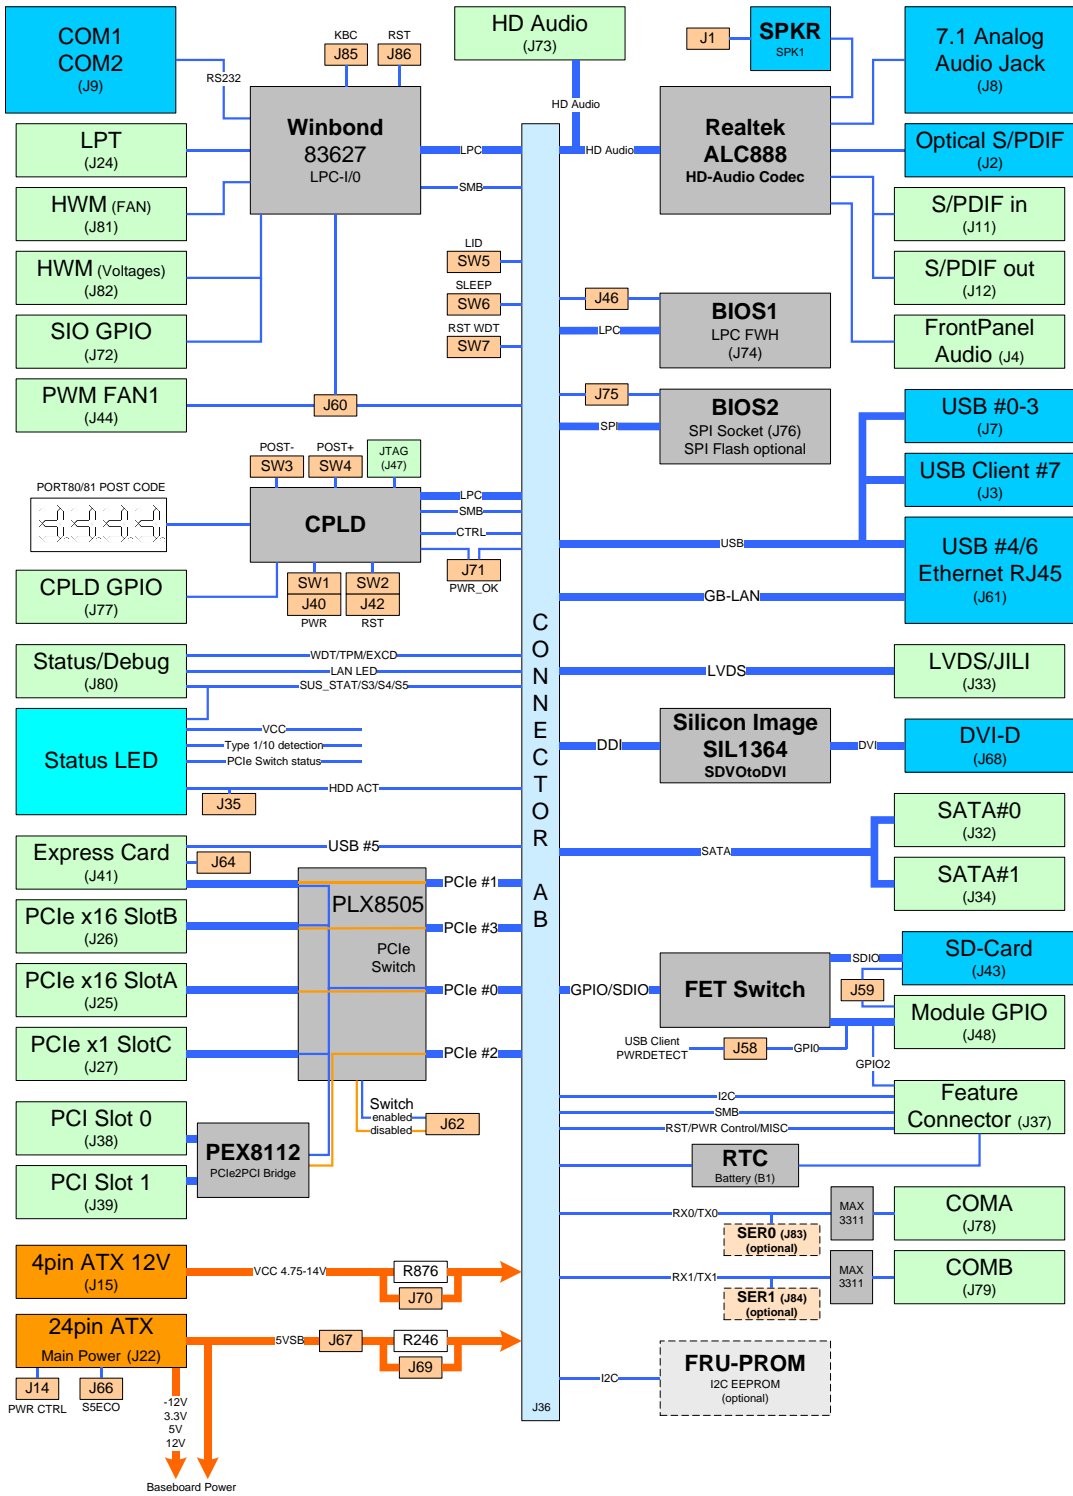 COM1
COM2
(J9)
RS232
KBC
J85
RST
J86
HD Audio
(J73)
HD Audio
J1
SPKR
SPK1
7.1 Analog
Audio Jack
(J8)
LPT
(J24)
Winbond
83627
LPC-I/0
LPC
SMB
HD Audio
Realtek
ALC888
HD-Audio Codec
Optical S/PDIF
(J2)
HWM (FAN)
(J81)
S/PDIF in
(J11)
HWM (Voltages)
(J82)
LID
SW5
S/PDIF out
(J12)
SLEEP
SW6
SIO GPIO
(J72)
RST WDT
SW7
J46
LPC
BIOS1
LPC FWH
(J74)
FrontPanel
Audio (J4)
PWM FAN1
(J44)
J60
J75
SPI
BIOS2
SPI Socket (J76)
SPI Flash optional
USB #0-3
(J7)
POST-
SW3
POST+
SW4
JTAG
(J47)
USB Client #7
(J3)
PORT80/81 POST CODE
CPLD
LPC
SMB
CTRL
J71
PWR_OK
USB
USB #4/6
Ethernet RJ45
(J61)
CPLD GPIO
(J77)
SW1
J40
PWR
SW2
J42
RST
GB-LAN
CONNECTOR AB
Status/Debug
(J80)
WDT/TPM/EXCD
LAN LED
SUS_STAT/S3/S4/S5
LVDS
LVDS/JILI
(J33)
Status LED
VCC
Type 1/10 detection
PCIe Switch status
HDD ACT
J35
DDI
Silicon Image
SIL1364
SDVOtoDVI
DVI
DVI-D
(J68)
SATA#0
(J32)
Express Card
(J41)
USB #5
J64
SATA
SATA#1
(J34)
PLX8505
PCIe
Switch
PCIe #1
PCIe #3
PCIe #0
PCIe #2
PCIe x16 SlotB
(J26)
PCIe x16 SlotA
(J25)
PCIe x1 SlotC
(J27)
GPIO/SDIO
FET Switch
SDIO
SD-Card
(J43)
J59
Module GPIO
(J48)
USB Client
PWRDETECT
J58
GPI0
GPIO2
PCI Slot 0
(J38)
Switch
enabled
disabled
J62
I2C
SMB
RST/PWR Control/MISC
Feature
Connector (J37)
PEX8112
PCIe2PCI Bridge
PCI Slot 1
(J39)
RTC
Battery (B1)
RX0/TX0
SER0 (J83)
(optional)
MAX
3311
COMA
(J78)
4pin ATX 12V
(J15)
VCC 4.75-14V
R876
J70
RX1/TX1
SER1 (J84)
(optional)
MAX
3311
COMB
(J79)
24pin ATX
Main Power (J22)
5VSB
J67
R246
J69
J14
PWR CTRL
J66
S5ECO
-12V
3.3V
5V
12V
Baseboard Power
I2C
FRU-PROM
I2C EEPROM
(optional)
J36